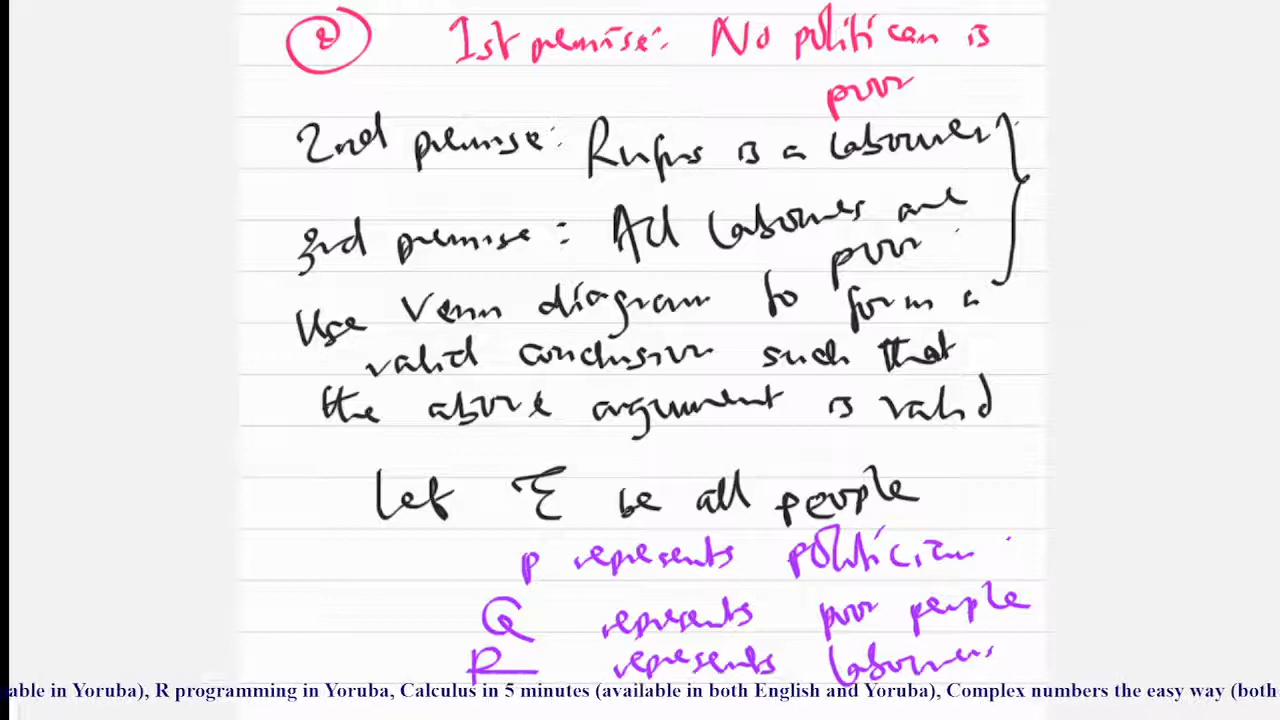 ② 1st premise: No politican is
poor
2nd premise: Rufus is a labourer
3rd premise: All labourers are
poor
Use Venn diagram to form a
valid conclusion such that
the above argument is valid
Let Ɛ be all people
P represents politician
Q represents poor people
R represents labourers
able in Yoruba), R programming in Yoruba, Calculus in 5 minutes (available in both English and Yoruba), Complex numbers the easy way (both